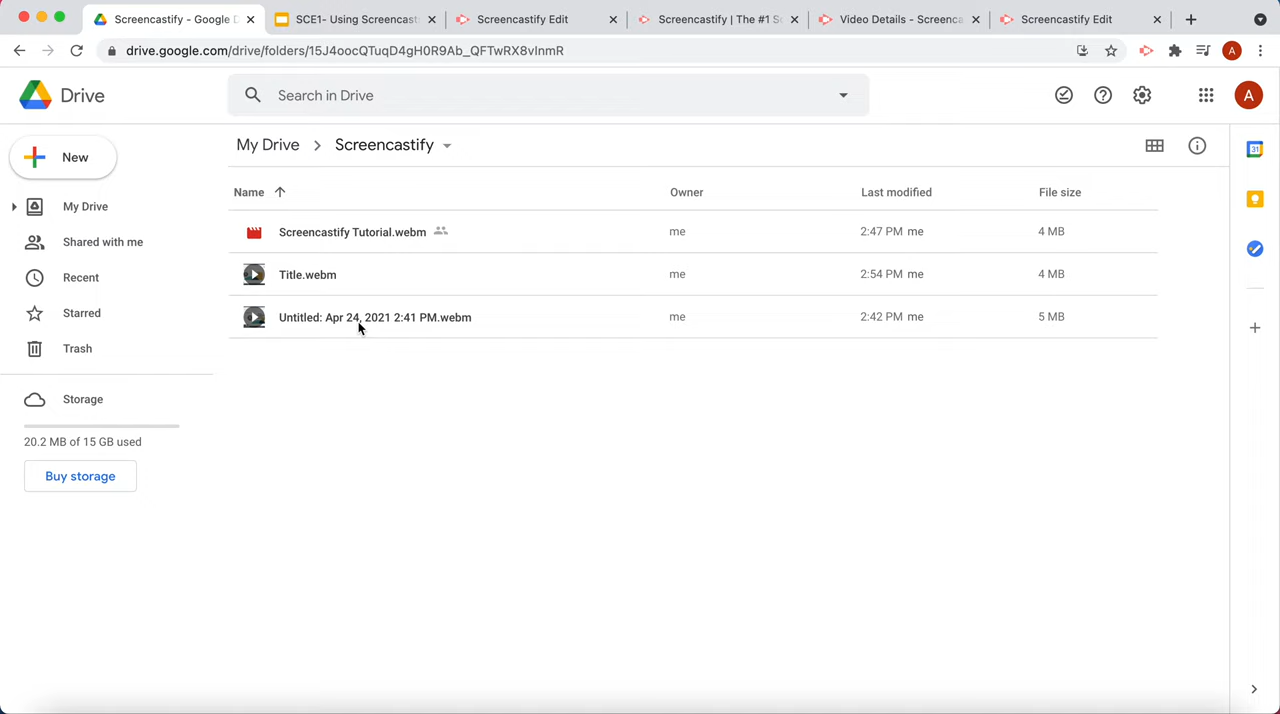 Screencastify - Google D
SCE1- Using Screencast
Screencastify Edit
Screencastify | The #1 S
Video Details - Screenca
Screencastify Edit
drive.google.com/drive/folders/15J4oocQTuqD4gH0R9Ab_QFTwRX8vInmR
A
Drive
Search in Drive
A
New
My Drive
Shared with me
Recent
Starred
Trash
Storage
20.2 MB of 15 GB used
Buy storage
My Drive > Screencastify
Name Owner Last modified File size
Screencastify Tutorial.webm me 2:47 PM me 4 MB
Title.webm me 2:54 PM me 4 MB
Untitled: Apr 24, 2021 2:41 PM.webm me 2:42 PM me 5 MB
31